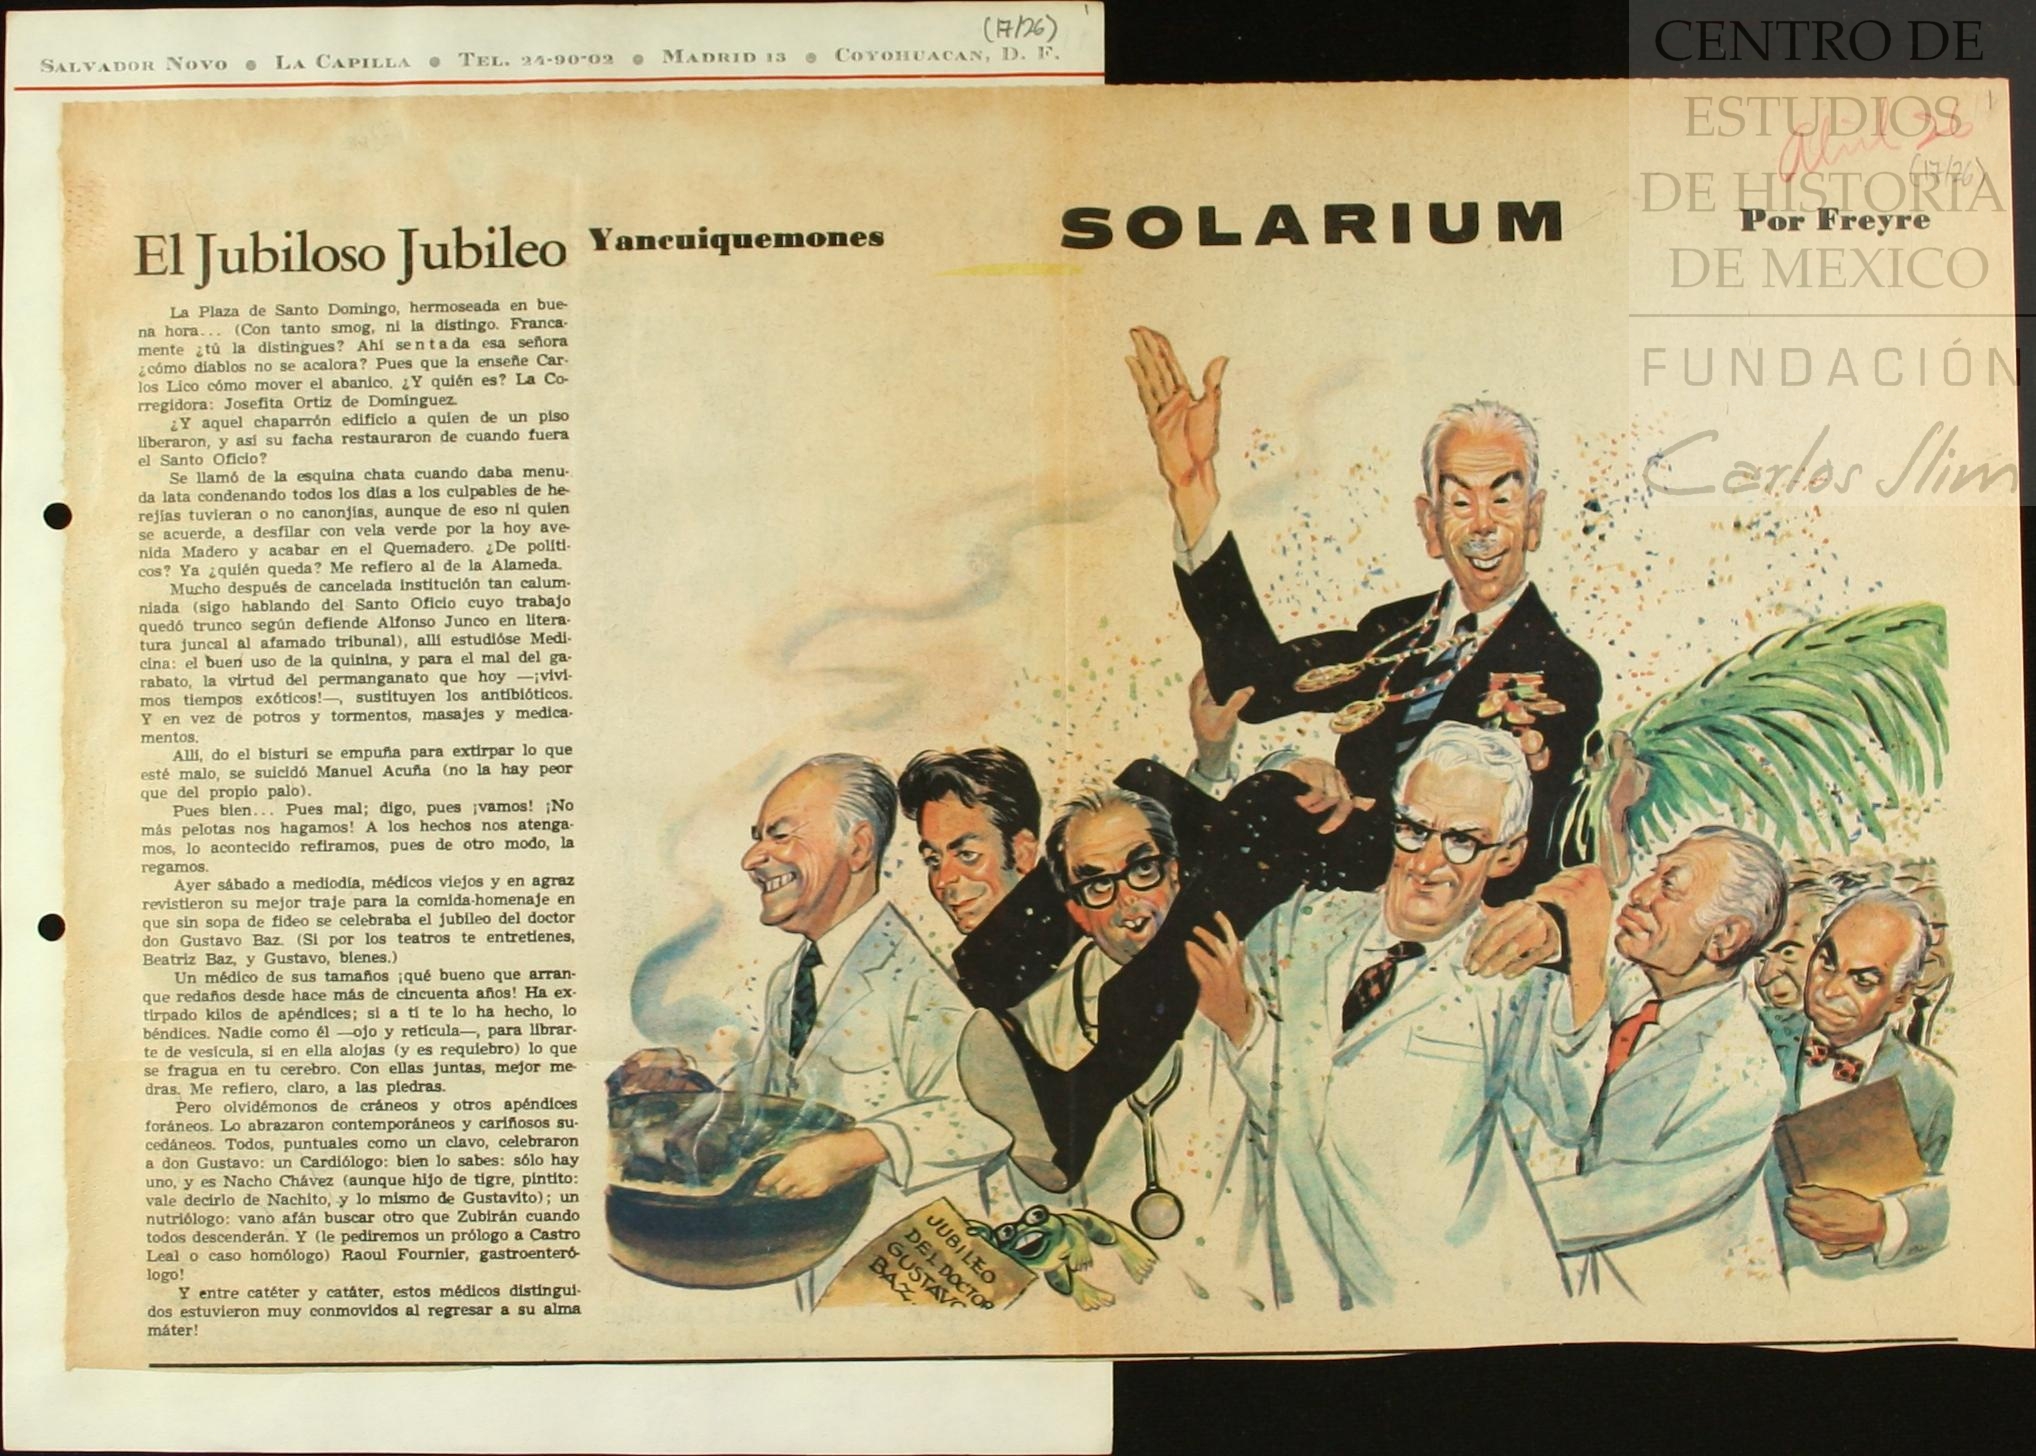 (17/26)
SALVADOR NOVO • LA CAPILLA • TEL. 24-90-02 • MADRID 13 • COYOHUACAN, D. F.
CENTRO DE
ESTUDIOS
DE HISTORIA
DE MEXICO
FUNDACIÓN
Carlos Slim
Abril 26
(17/26)
El Jubiloso Jubileo
Yancuiquemones
SOLARIUM
Por Freyre
La Plaza de Santo Domingo, hermoseada en bue-
na hora... (Con tanto smog, ni la distingo. Franca-
mente ¿tú la distingues? Ahí sentada esa señora
¿cómo diablos no se acalora? Pues que la enseñe Car-
los Lico cómo mover el abanico. ¿Y quién es? La Co-
rregidora: Josefita Ortiz de Domínguez.
¿Y aquel chaparrón edificio a quien de un piso
liberaron, y así su facha restauraron de cuando fuera
el Santo Oficio?
Se llamó de la esquina chata cuando daba menu-
da lata condenando todos los días a los culpables de he-
rejías tuvieran o no canonjías, aunque de eso ni quien
se acuerde, a desfilar con vela verde por la hoy ave-
nida Madero y acabar en el Quemadero. ¿De políti-
cos? Ya ¿quién queda? Me refiero al de la Alameda.
Mucho después de cancelada institución tan calum-
niada (sigo hablando del Santo Oficio cuyo trabajo
quedó trunco según defiende Alfonso Junco en litera-
tura juncal al afamado tribunal), allí estudióse Medi-
cina: el buen uso de la quinina, y para el mal del ga-
rabato, la virtud del permanganato que hoy —¡vivi-
mos tiempos exóticos!—, sustituyen los antibióticos.
Y en vez de potros y tormentos, masajes y medica-
mentos.
Allí, do el bisturí se empuña para extirpar lo que
esté malo, se suicidó Manuel Acuña (no la hay peor
que del propio palo).
Pues bien... Pues mal; digo, pues ¡vamos! ¡No
más pelotas nos hagamos! A los hechos nos atenga-
mos, lo acontecido refiramos, pues de otro modo, la
regamos.
Ayer sábado a mediodía, médicos viejos y en agraz
revistieron su mejor traje para la comida-homenaje en
que sin sopa de fideo se celebraba el jubileo del doctor
don Gustavo Baz. (Si por los teatros te entretienes,
Beatriz Baz, y Gustavo, bienes.)
Un médico de sus tamaños ¡qué bueno que arran-
que redaños desde hace más de cincuenta años! Ha ex-
tirpado kilos de apéndices; si a ti te lo ha hecho, lo
béndices. Nadie como él —ojo y retícula—, para librar-
te de vesícula, si en ella alojas (y es requiebro) lo que
se fragua en tu cerebro. Con ellas juntas, mejor me-
dras. Me refiero, claro, a las piedras.
Pero olvidémonos de cráneos y otros apéndices
foráneos. Lo abrazaron contemporáneos y cariñosos su-
cedáneos. Todos, puntuales como un clavo, celebraron
a don Gustavo: un Cardiólogo: bien lo sabes: sólo hay
uno, y es Nacho Chávez (aunque hijo de tigre, pintito:
vale decirlo de Nachito, y lo mismo de Gustavito); un
nutriólogo: vano afán buscar otro que Zubirán cuando
todos descenderán. Y (le pediremos un prólogo a Castro
Leal o caso homólogo) Raoul Fournier, gastroenteró-
logo!
Y entre catéter y catáter, estos médicos distingui-
dos estuvieron muy conmovidos al regresar a su alma
máter!
JUBILEO
DEL DOCTOR
GUSTAVO
BAZ.